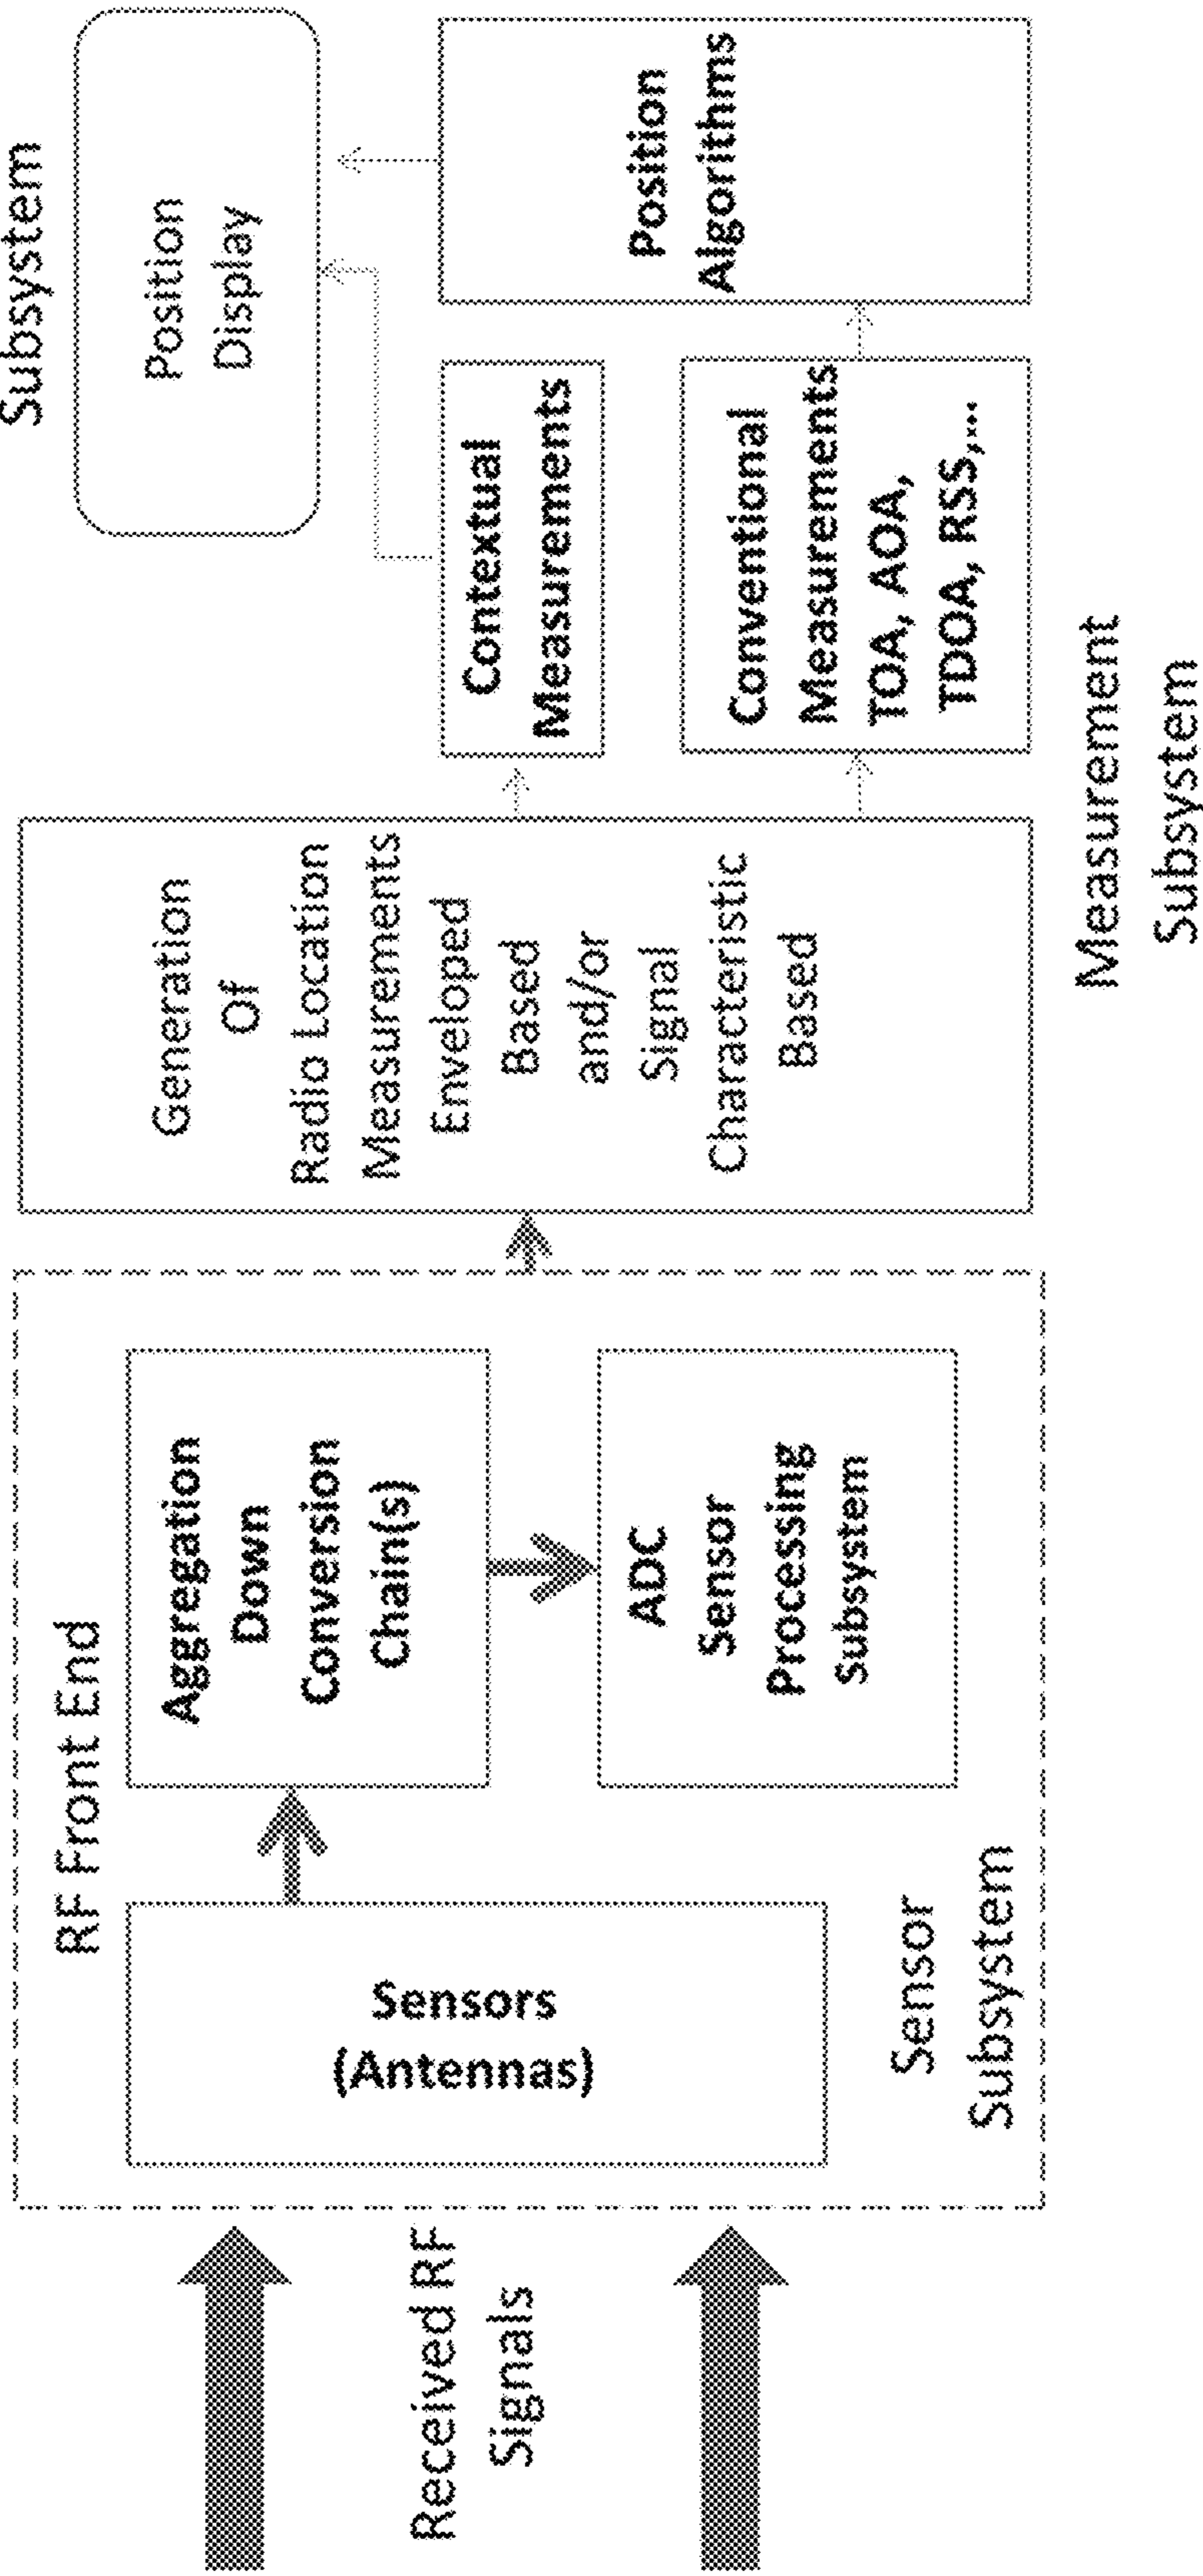 Received RF
Signals
RF Front End
Sensors
(Antennas)
Aggregation
Down
Conversion
Chain(s)
ADC
Sensor
Processing
Subsystem
Sensor
Subsystem
Generation
Of
Radio Location
Measurements
Enveloped
Based
and/or
Signal
Characteristic
Based
Contextual
Measurements
Conventional
Measurements
TOA, AOA,
TDOA, RSS,...
Measurement
Subsystem
Subsystem
Position
Display
Position
Algorithms